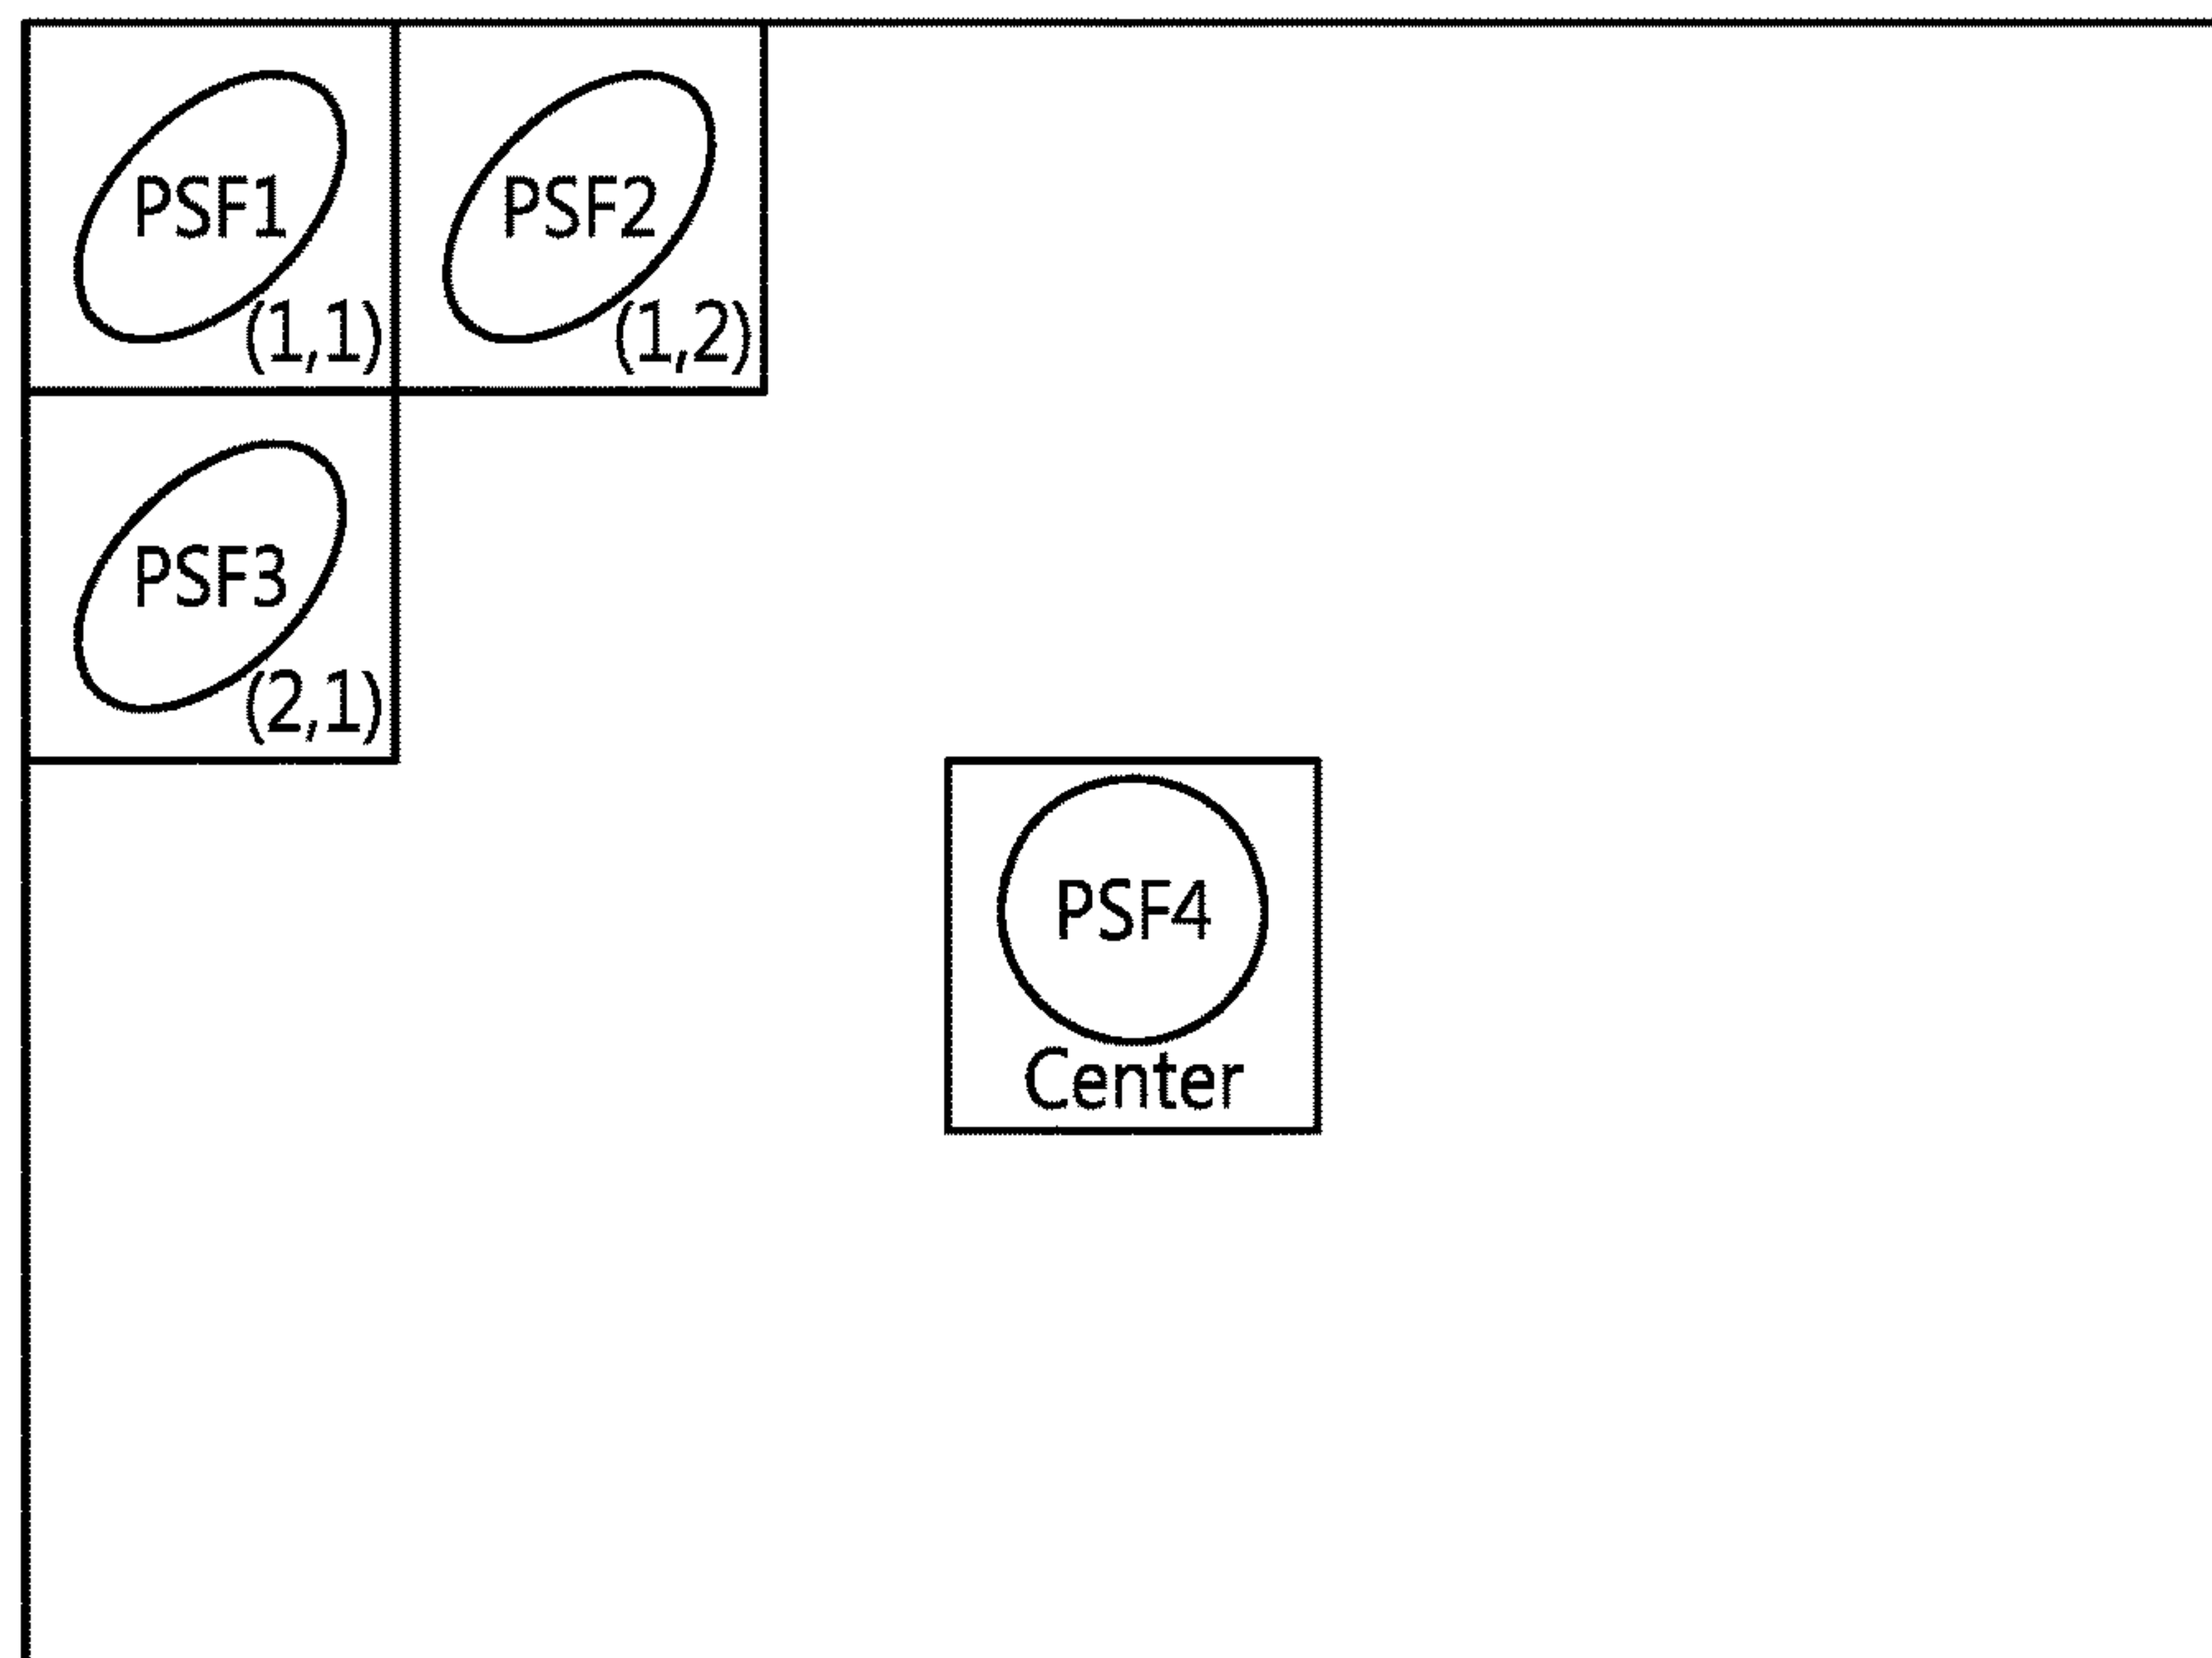 PSF1
(1,1)
PSF2
(1,2)
PSF3
(2,1)
PSF4
Center